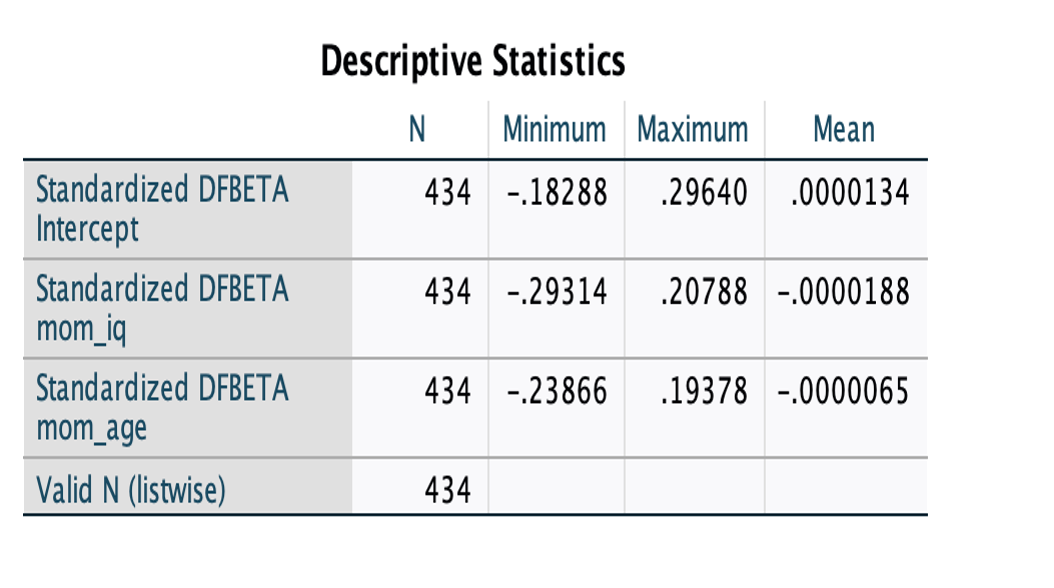 Descriptive Statistics
N Minimum Maximum Mean
Standardized DFBETA Intercept 434 -.18288 .29640 .0000134
Standardized DFBETA mom_iq 434 -.29314 .20788 -.0000188
Standardized DFBETA mom_age 434 -.23866 .19378 -.0000065
Valid N (listwise) 434